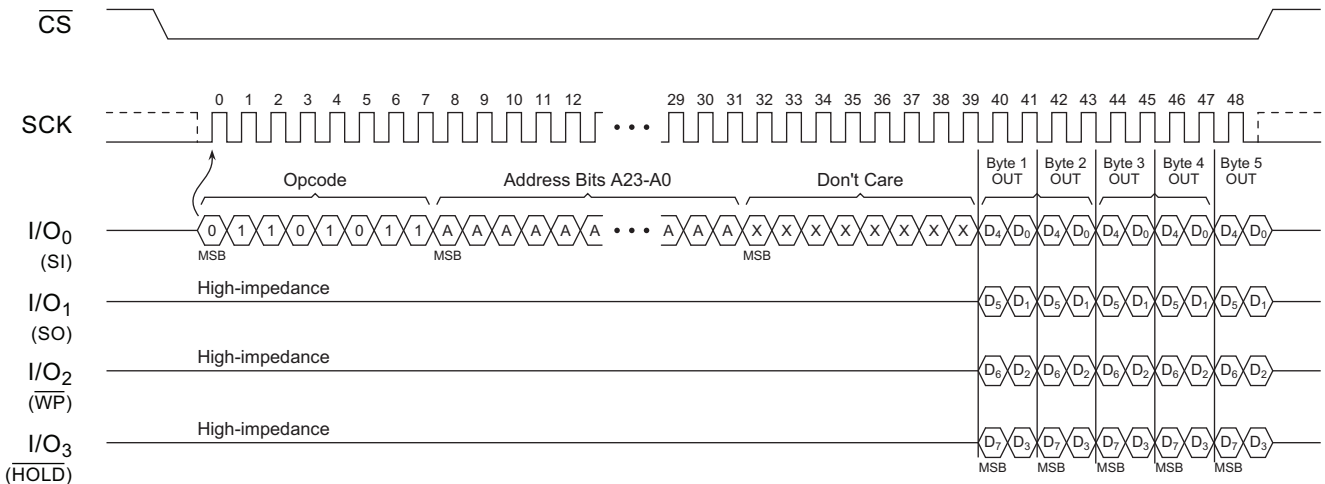 CS
0 1 2 3 4 5 6 7 8 9 10 11 12 29 30 31 32 33 34 35 36 37 38 39 40 41 42 43 44 45 46 47 48
SCK • • •
Byte 1 OUT Byte 2 OUT Byte 3 OUT Byte 4 OUT Byte 5 OUT
Opcode Address Bits A23-A0 Don't Care
I/O0 0 1 1 0 1 0 1 1 A A A A A A • • • A A A X X X X X X X X D4 D0 D4 D0 D4 D0 D4 D0 D4 D0
(SI) MSB MSB MSB
High-impedance
I/O1 D5 D1 D5 D1 D5 D1 D5 D1 D5 D1
(SO)
High-impedance
I/O2 D6 D2 D6 D2 D6 D2 D6 D2 D6 D2
(WP)
High-impedance
I/O3 D7 D3 D7 D3 D7 D3 D7 D3 D7 D3
(HOLD) MSB MSB MSB MSB MSB